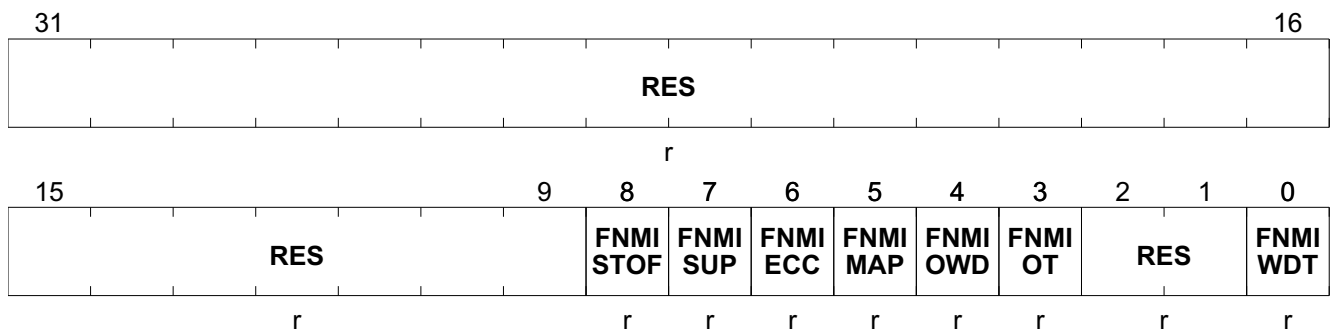 31 16
RES
r
15 9 8 7 6 5 4 3 2 1 0
RES FNMI STOF FNMI SUP FNMI ECC FNMI MAP FNMI OWD FNMI OT RES FNMI WDT
r r r r r r r r r